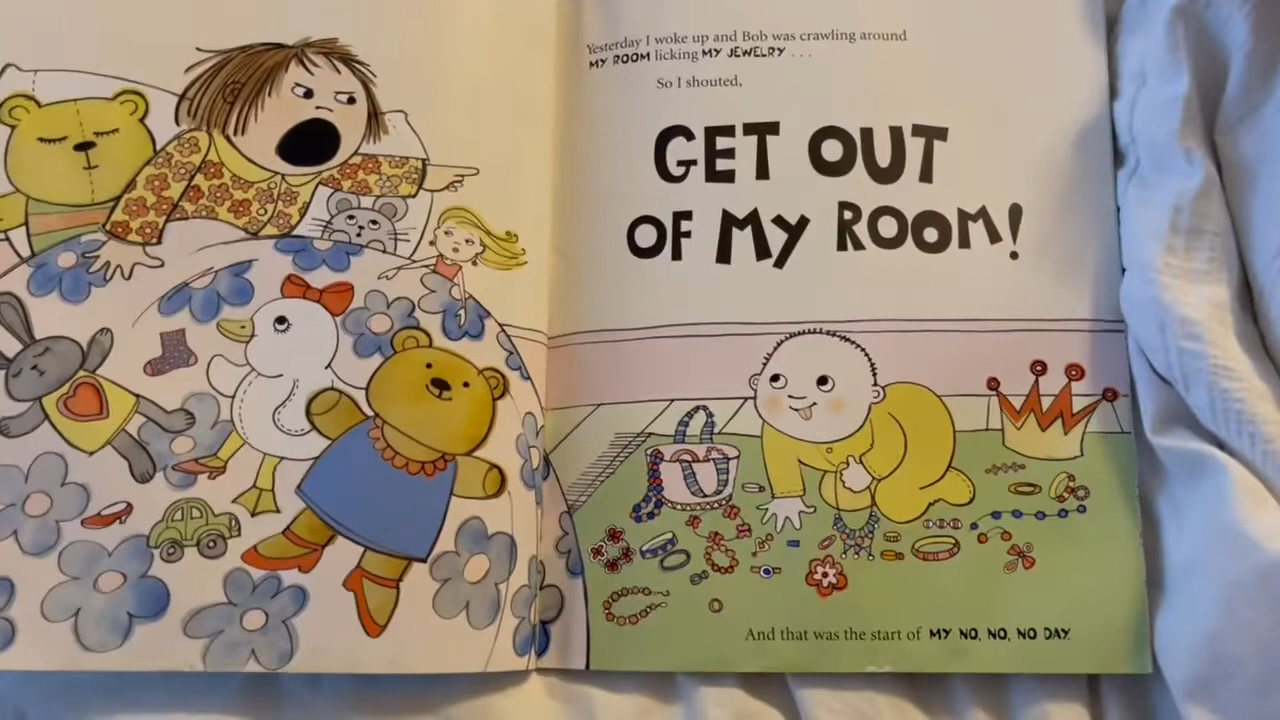 Yesterday I woke up and Bob was crawling around
MY ROOM licking MY JEWELRY . . .
So I shouted,
GET OUT
OF MY ROOM!
And that was the start of MY NO, NO, NO DAY.